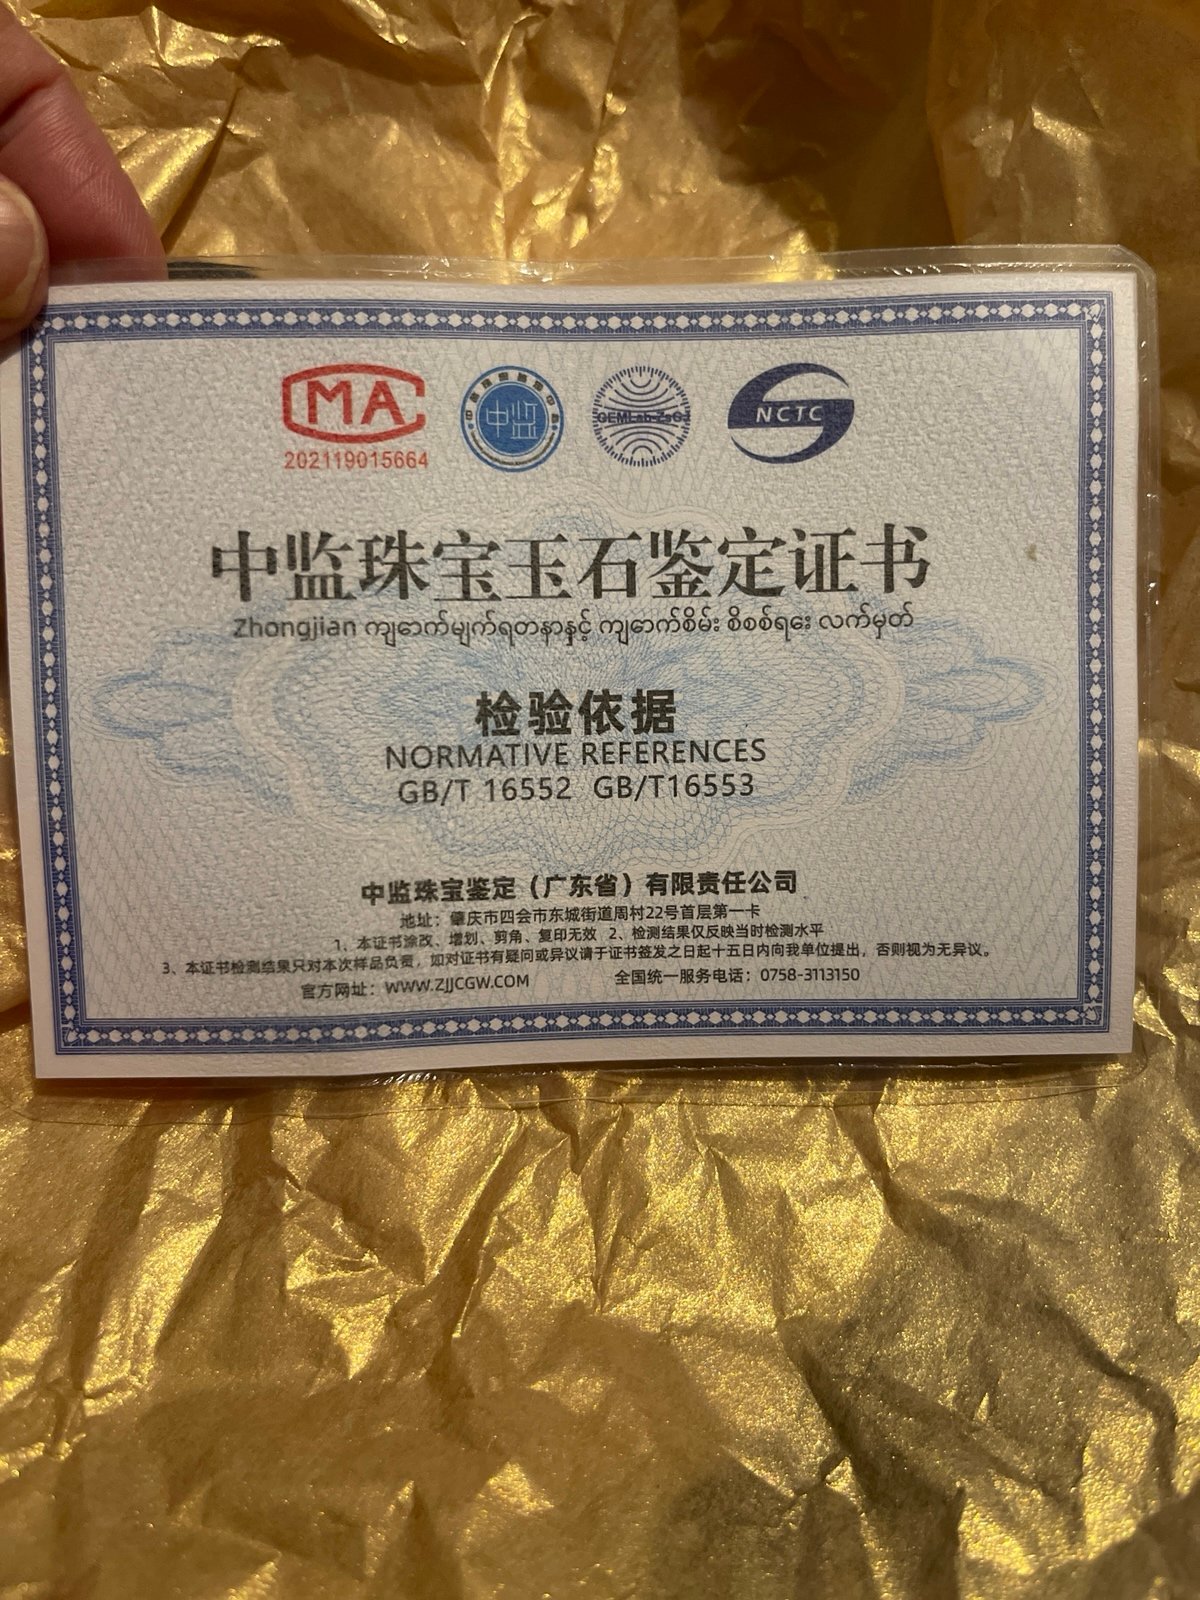 MA
202119015664
中监
GEMLab-ZsGJ
NCTC
中监珠宝玉石鉴定证书
Zhongjian ကျောက်မျက်ရတနာနှင့် ကျောက်စိမ်း စိစစ်ရေး လက်မှတ်
检验依据
NORMATIVE REFERENCES
GB/T 16552 GB/T16553
中监珠宝鉴定（广东省）有限责任公司
地址：肇庆市四会市东城街道周村22号首层第一卡
1、本证书涂改、增划、剪角、复印无效 2、检测结果仅反映当时检测水平
3、本证书检测结果只对本次样品负责，如对证书有疑问或异议请于证书签发之日起十五日内向我单位提出，否则视为无异议。
官方网址：WWW.ZJJCGW.COM 全国统一服务电话：0758-3113150